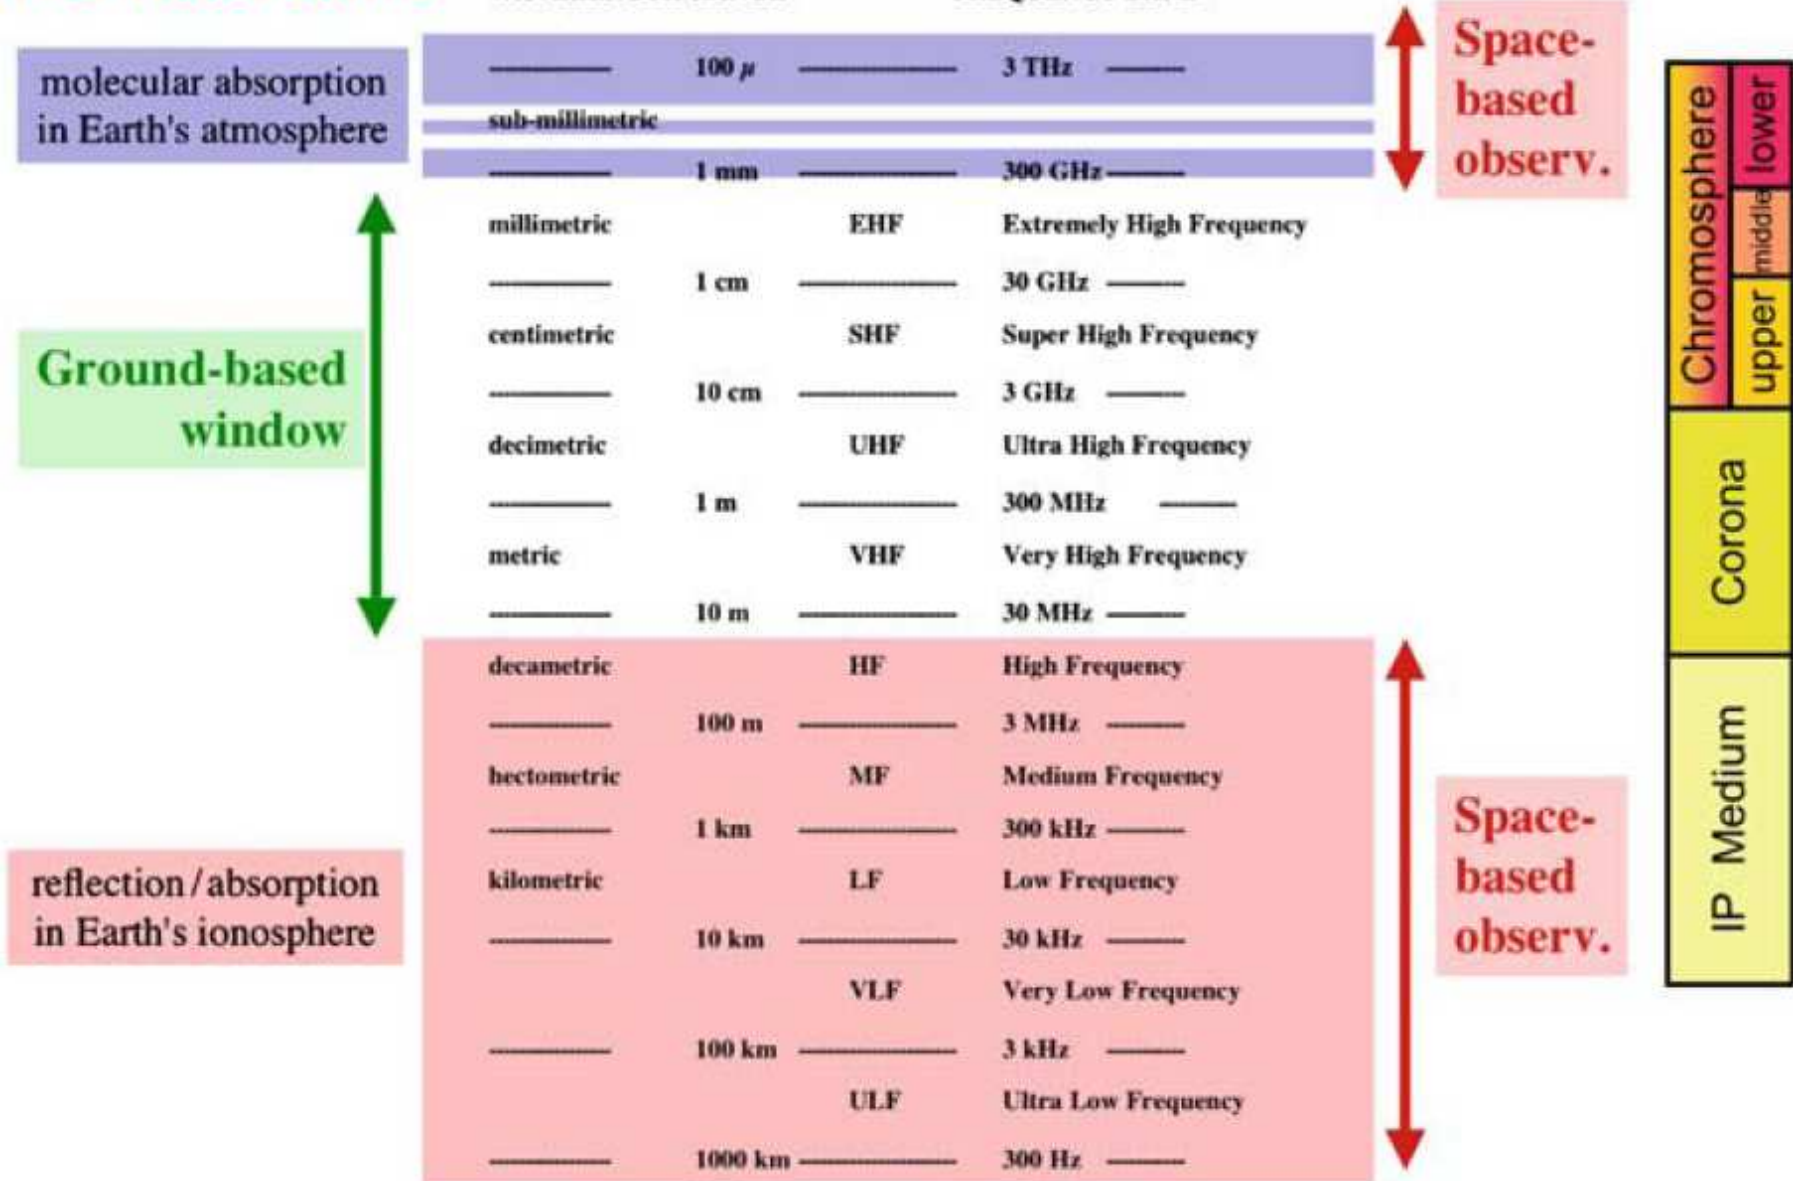 molecular absorption
in Earth's atmosphere
100 μ 3 THz
sub-millimetric
1 mm 300 GHz
millimetric EHF Extremely High Frequency
1 cm 30 GHz
centimetric SHF Super High Frequency
10 cm 3 GHz
decimetric UHF Ultra High Frequency
1 m 300 MHz
metric VHF Very High Frequency
10 m 30 MHz
decametric HF High Frequency
100 m 3 MHz
hectometric MF Medium Frequency
1 km 300 kHz
kilometric LF Low Frequency
10 km 30 kHz
VLF Very Low Frequency
100 km 3 kHz
ULF Ultra Low Frequency
1000 km 300 Hz
Ground-based
window
reflection/absorption
in Earth's ionosphere
Space-
based
observ.
Space-
based
observ.
Chromosphere
lower
middle
upper
Corona
IP Medium